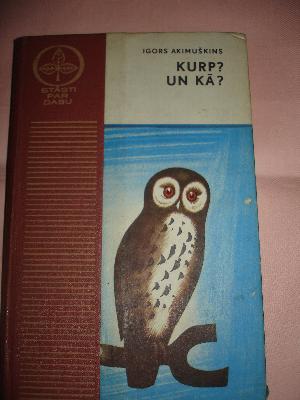 STĀSTI
PAR
DABU
IGORS AKIMUŠKINS
KURP?
UN KĀ?